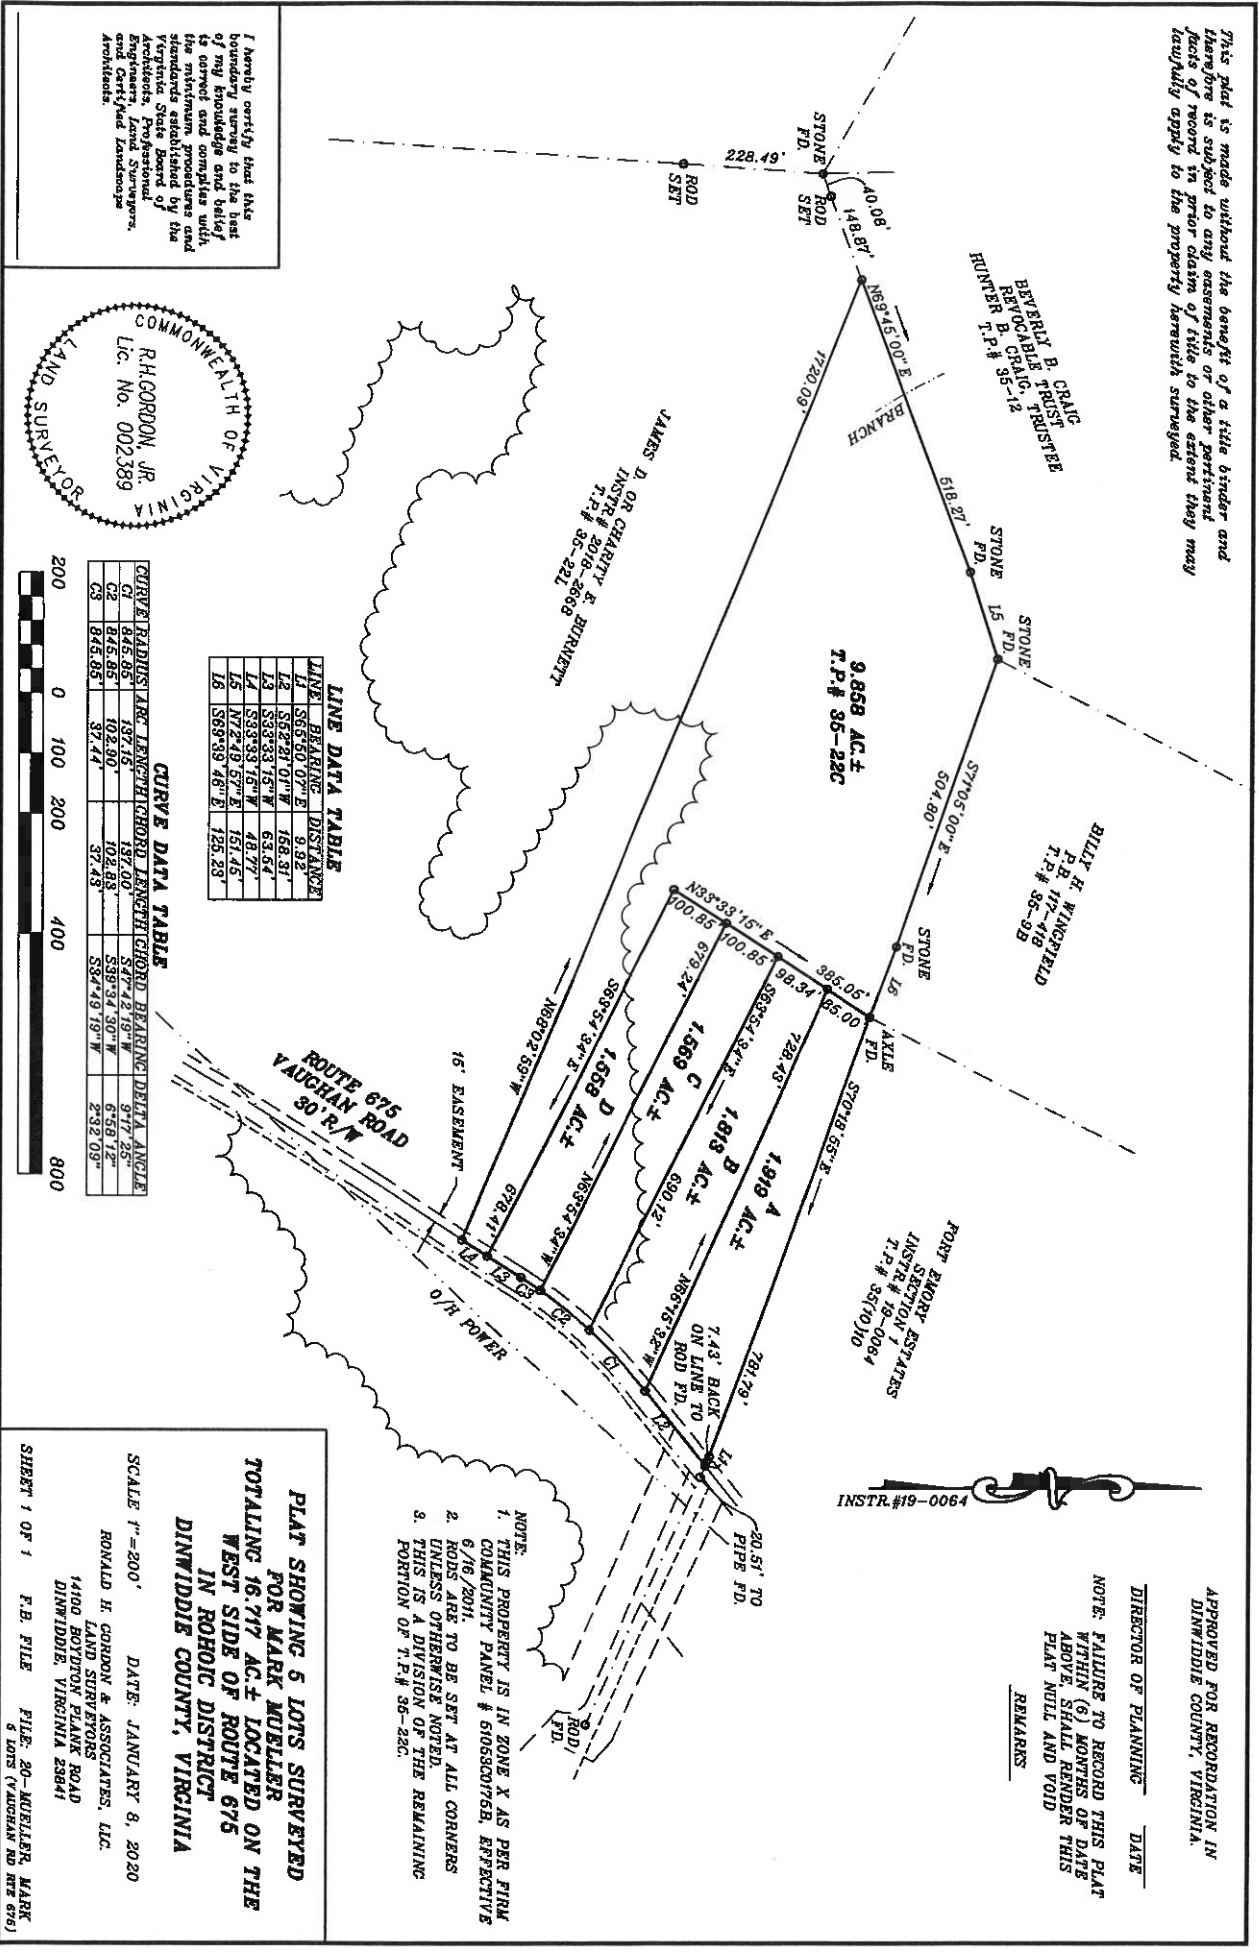 This plat is made without the benefit of a title binder and
therefore is subject to any easements or other pertinent
facts of record in prior claim of title to the extent they may
lawfully apply to the property herewith surveyed.
APPROVED FOR RECORDATION IN
DINWIDDIE COUNTY, VIRGINIA.
DIRECTOR OF PLANNING DATE
NOTE: FAILURE TO RECORD THIS PLAT
WITHIN (6) MONTHS OF DATE
ABOVE, SHALL RENDER THIS
PLAT NULL AND VOID
REMARKS
INSTR.#19-0064
BEVERLY B. CRAIG
REVOCABLE TRUST
HUNTER B. CRAIG, TRUSTEE
T.P.# 35-12
BILLY H. WINGFIELD
P.B. 117-418
T.P.# 35-9B
FORT EMORY ESTATES
SECTION 1
INSTR.# 19-0064
T.P.# 35(10)10
STONE
FD.
ROD
SET
40.08'
148.87'
228.49'
ROD
SET
N69°45'00"E
BRANCH
518.27'
STONE
FD.
L5
STONE
FD.
S71°05'00"E
504.80'
STONE
FD.
L6
AXLE
FD.
S70°18'55"E
781.79'
9.858 AC.±
T.P.# 35-22C
1720.09'
N68°02'59"W
N33°33'15"E
385.05'
100.85'
100.85'
98.34'
85.00'
A
1.919 AC.±
728.43'
N66°15'32"W
B
1.813 AC.±
S63°54'34"E
690.12'
C
1.569 AC.±
679.24'
N63°54'34"W
D
1.558 AC.±
S63°54'34"E
678.41'
7.43' BACK
ON LINE TO
ROD FD.
L1
L2
C1
C2
C3
L3
L4
20.51' TO
PIPE FD.
ROD
FD.
O/H POWER
15' EASEMENT
ROUTE 675
VAUGHAN ROAD
30'R/W
JAMES D. OR CHARITY E. BURNETT
INSTR.# 2018-2668
T.P.# 35-22L
LINE DATA TABLE
LINE BEARING DISTANCE
L1 S65°50'07"E 9.92'
L2 S52°21'01"W 158.31'
L3 S33°33'15"W 63.54'
L4 S33°33'15"W 48.77'
L5 N72°49'57"E 151.45'
L6 S69°39'46"E 125.23'
CURVE DATA TABLE
CURVE RADIUS ARC LENGTH CHORD LENGTH CHORD BEARING DELTA ANGLE
C1 845.85' 137.15' 137.00' S47°42'19"W 9°17'25"
C2 845.85' 102.90' 102.83' S39°34'30"W 6°58'12"
C3 845.85' 37.44' 37.43' S34°49'19"W 2°32'09"
200 0 100 200 400 800
I hereby certify that this
boundary survey to the best
of my knowledge and belief
is correct and complies with
the minimum procedures and
standards established by the
Virginia State Board of
Architects, Professional
Engineers, Land Surveyors,
and Certified Landscape
Architects.
COMMONWEALTH OF VIRGINIA
R.H.GORDON, JR.
Lic. No. 002389
LAND SURVEYOR
NOTE:
1. THIS PROPERTY IS IN ZONE X AS PER FIRM
COMMUNITY PANEL # 51053C0175B, EFFECTIVE
6/16/2011.
2. RODS ARE TO BE SET AT ALL CORNERS
UNLESS OTHERWISE NOTED.
3. THIS IS A DIVISION OF THE REMAINING
PORTION OF T.P.# 35-22C.
PLAT SHOWING 5 LOTS SURVEYED
FOR MARK MUELLER
TOTALING 16.717 AC.± LOCATED ON THE
WEST SIDE OF ROUTE 675
IN ROHOIC DISTRICT
DINWIDDIE COUNTY, VIRGINIA
SCALE 1"=200' DATE: JANUARY 8, 2020
RONALD H. GORDON & ASSOCIATES, LLC.
LAND SURVEYORS
14100 BOYDTON PLANK ROAD
DINWIDDIE, VIRGINIA 23841
SHEET 1 OF 1 F.B. FILE FILE: 20-MUELLER, MARK
5 LOTS (VAUGHAN RD RTE 675)